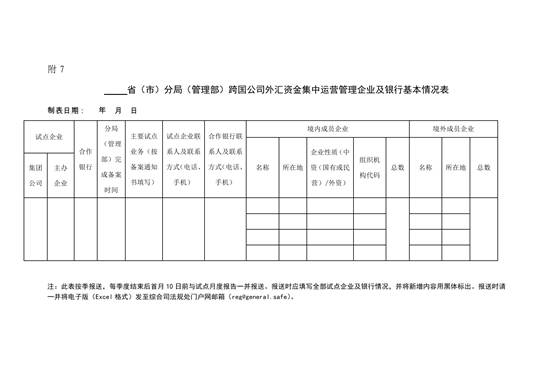 附 7
____省（市）分局（管理部）跨国公司外汇资金集中运营管理企业及银行基本情况表
制表日期： 年 月 日
试点企业
集团
公司
主办
企业
合作
银行
分局
（管理
部）完
成备案
时间
主要试点
业务（按
备案通知
书填写）
试点企业联
系人及联系
方式（电话、
手机）
合作银行联
系人及联系
方式（电话、
手机）
境内成员企业
名称
所在地
企业性质（中
资（国有或民
营）/外资）
组织机
构代码
总数
境外成员企业
名称
所在地
总数
注：此表按季报送，每季度结束后首月 10 日前与试点月度报告一并报送。报送时应填写全部试点企业及银行情况，并将新增内容用黑体标出。报送时请
一并将电子版（Excel 格式）发至综合司法规处门户网邮箱（reg@general.safe）。